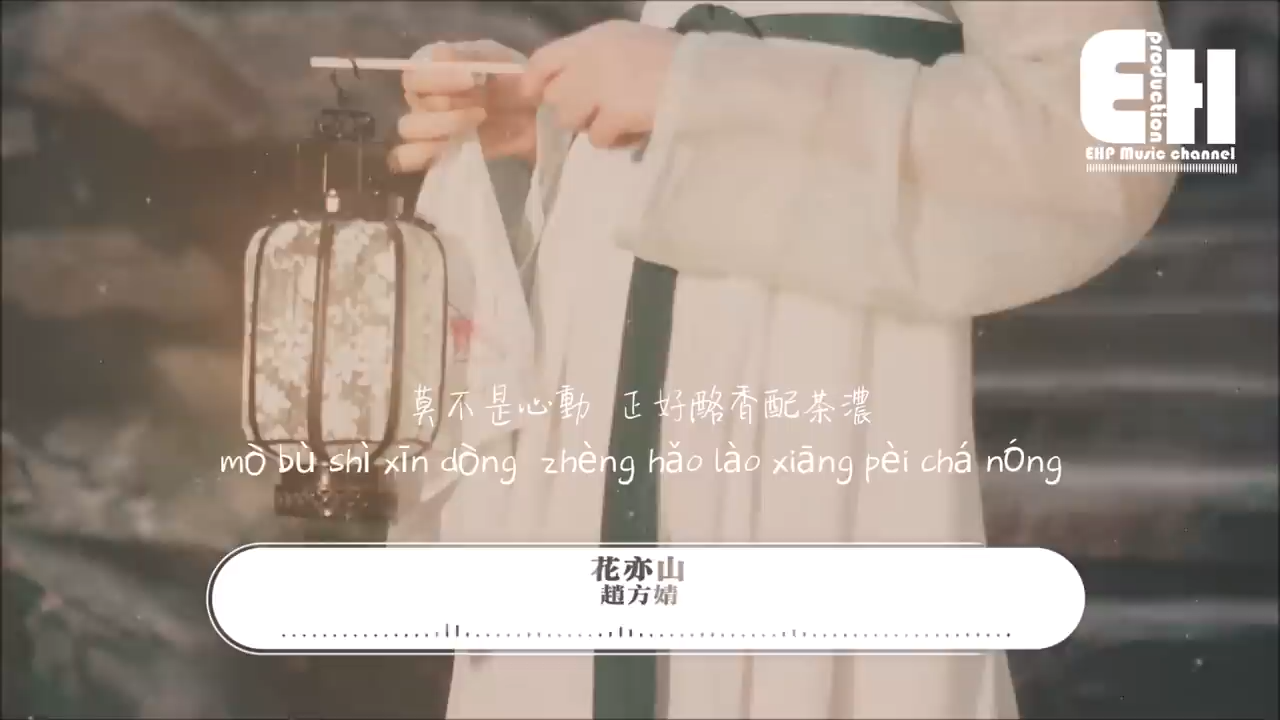 EH
production
EHP Music channel
莫不是心動 正好酪香配茶濃
mò bù shì xīn dòng zhèng hǎo lào xiāng pèi chá nóng
花亦山
趙方婧